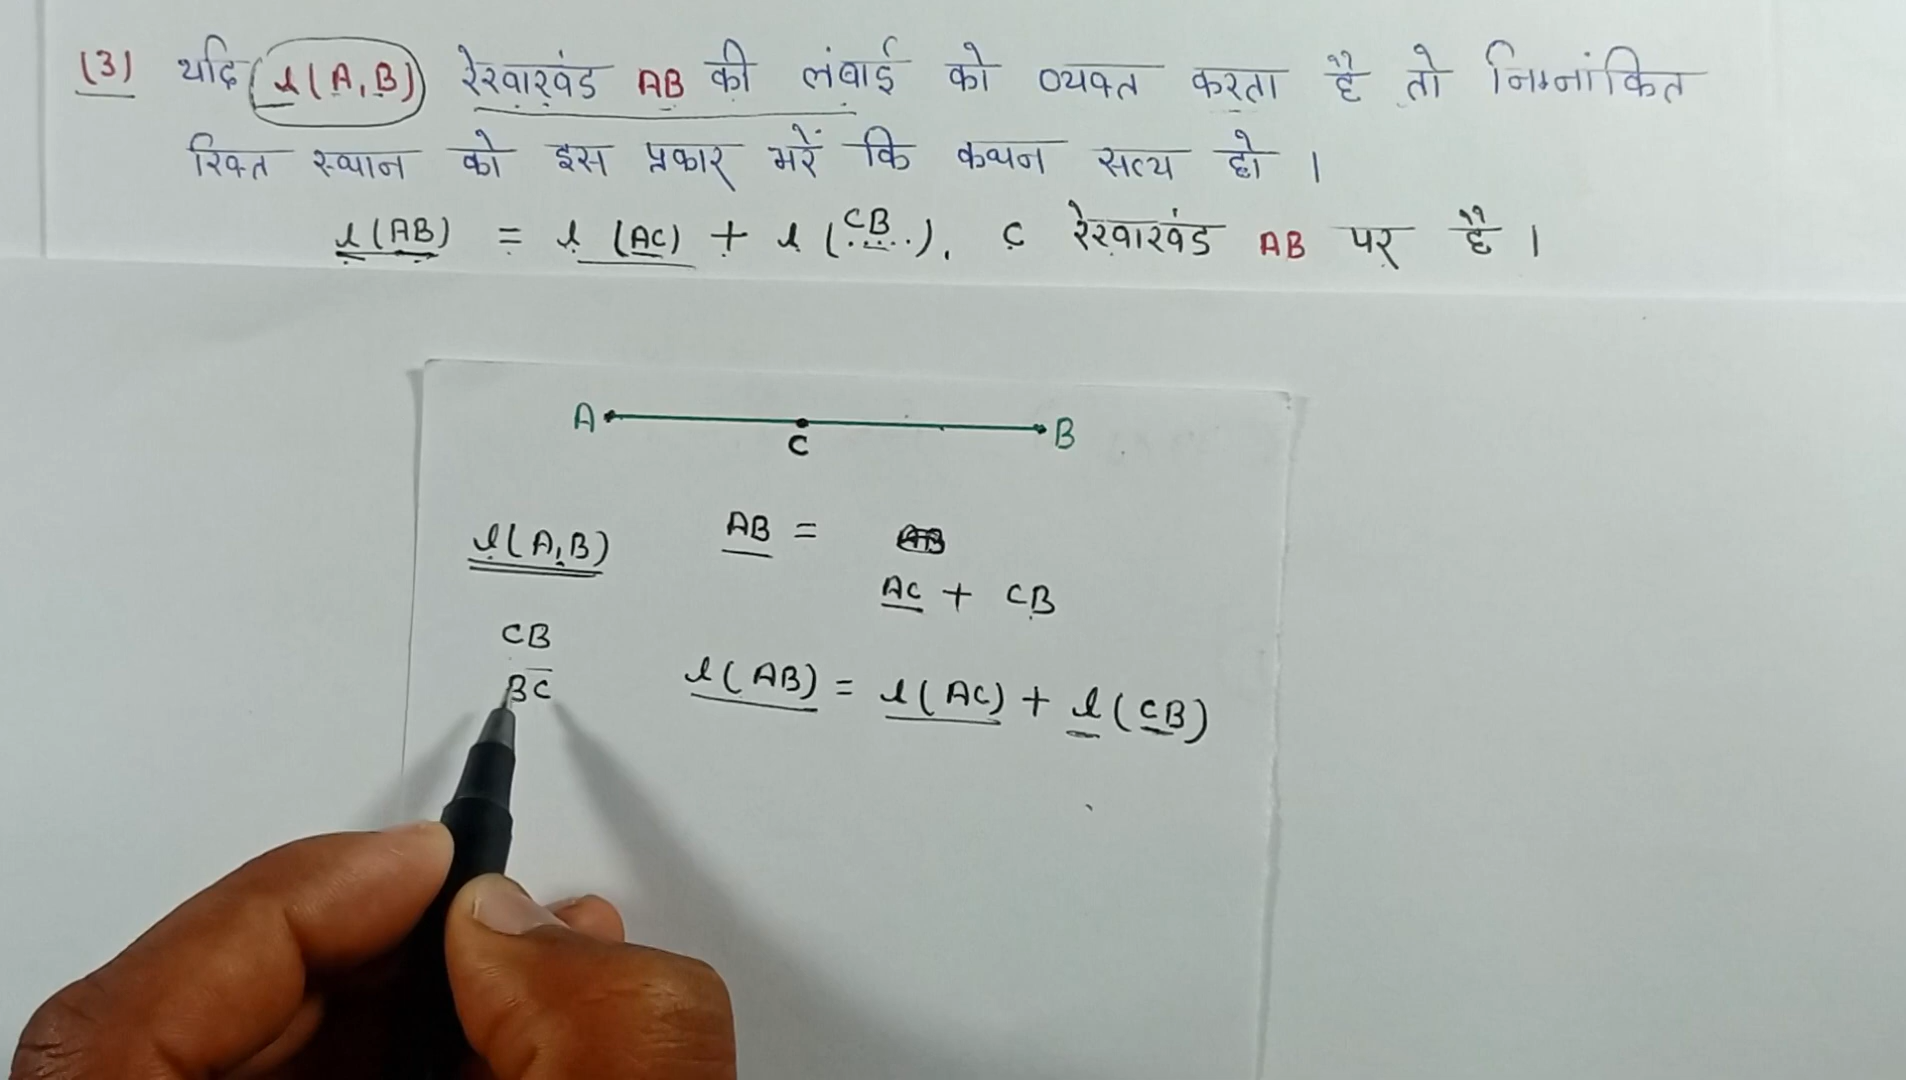 (3) यदि l(A,B) रेखाखंड AB की लंबाई को व्यक्त करता है तो निम्नांकित
रिक्त स्थान को इस प्रकार भरें कि कथन सत्य हो ।
l(AB) = l (AC) + l (..CB..). C रेखाखंड AB पर है ।
A B
C
l(A,B) AB =
AC + CB
CB
BC l(AB) = l(AC) + l(CB)